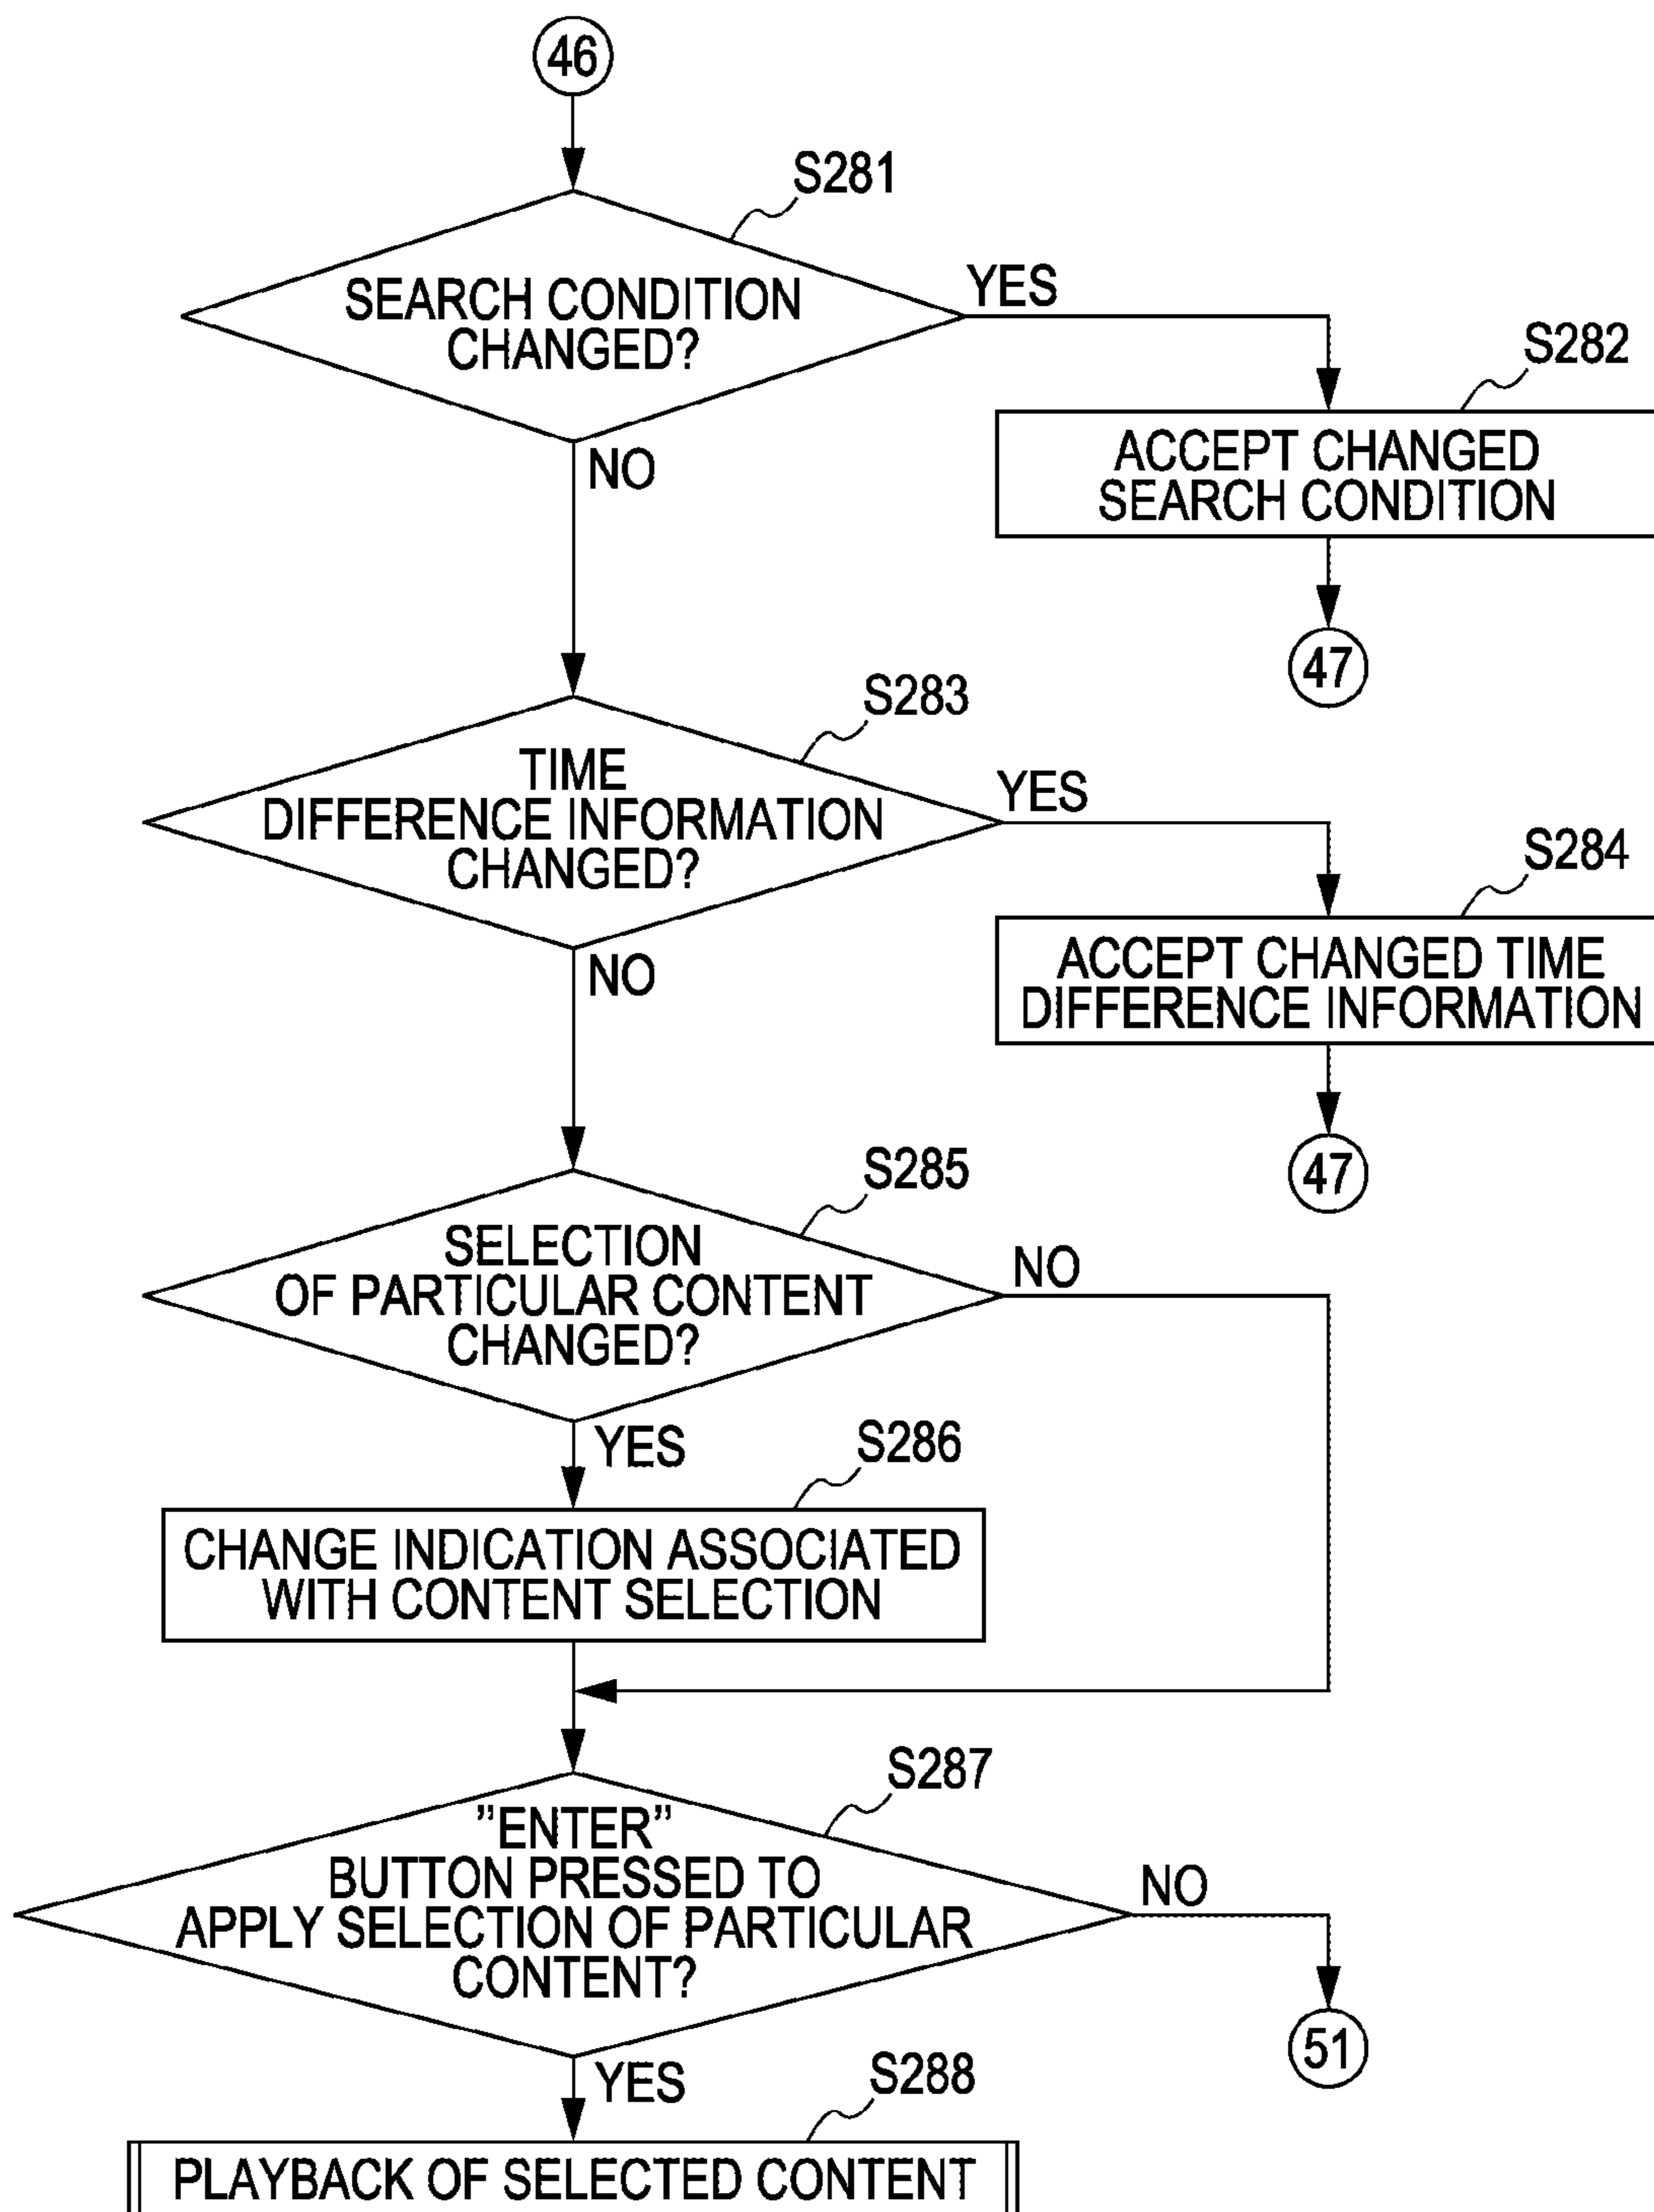 46
S281
SEARCH CONDITION
CHANGED?
YES
NO
S282
ACCEPT CHANGED
SEARCH CONDITION
47
S283
TIME
DIFFERENCE INFORMATION
CHANGED?
YES
NO
S284
ACCEPT CHANGED TIME
DIFFERENCE INFORMATION
47
S285
SELECTION
OF PARTICULAR CONTENT
CHANGED?
NO
YES
S286
CHANGE INDICATION ASSOCIATED
WITH CONTENT SELECTION
S287
"ENTER"
BUTTON PRESSED TO
APPLY SELECTION OF PARTICULAR
CONTENT?
NO
51
YES
S288
PLAYBACK OF SELECTED CONTENT